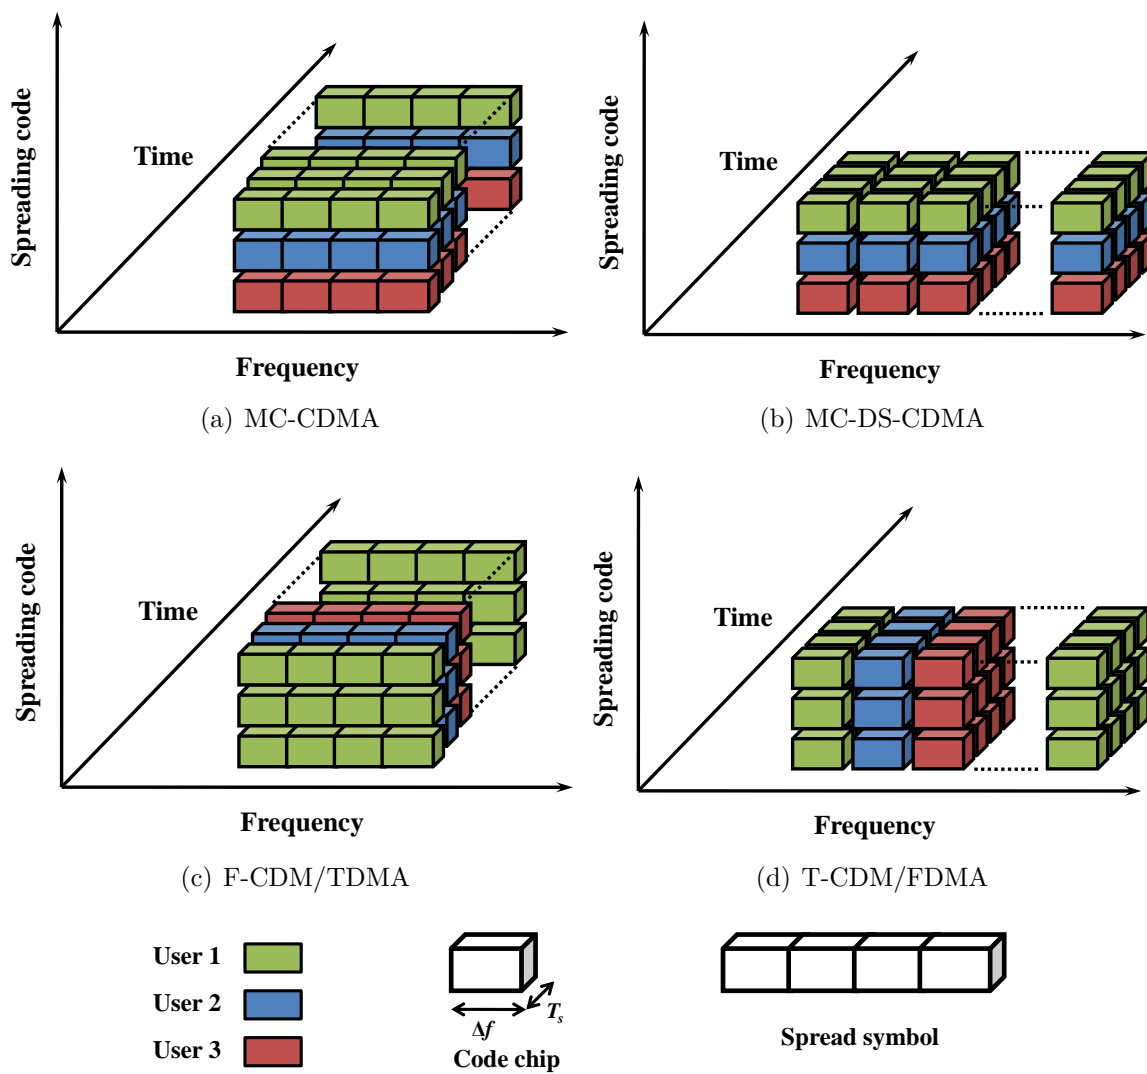 Spreading code
Time
Frequency
(a) MC-CDMA
Spreading code
Time
Frequency
(b) MC-DS-CDMA
Spreading code
Time
Frequency
(c) F-CDM/TDMA
Spreading code
Time
Frequency
(d) T-CDM/FDMA
User 1
User 2
User 3
Δf
T_s
Code chip
Spread symbol